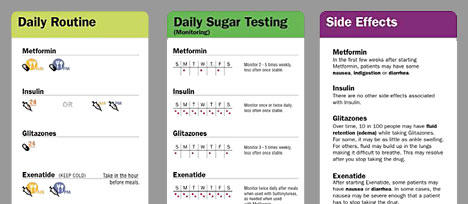 Daily Routine
Metformin
AM
PM
Insulin
24
OR
AM
PM
Glitazones
24
Exenatide (KEEP COLD)
Take in the hour
before meals.
AM
PM
Daily Sugar Testing
(Monitoring)
Metformin
S M T W T F S
Monitor 2 - 5 times weekly,
less often once stable.
Insulin
S M T W T F S
Monitor once or twice daily,
less often once stable.
Glitazones
S M T W T F S
Monitor 3 - 5 times weekly,
less often once stable.
Exenatide
S M T W T F S
Monitor twice daily after meals
when used with Sulfonylureas,
as needed when used
with Metformin.
Side Effects
Metformin
In the first few weeks after starting
Metformin, patients may have some
nausea, indigestion or diarrhea.
Insulin
There are no other side-effects associated
with Insulin.
Glitazones
Over time, 10 in 100 people may have fluid
retention (edema) while taking Glitazones.
For some, it may be as little as ankle swelling.
For others, fluid may build up in the lungs
making it difficult to breathe. This may resolve
after you stop taking the drug.
Exenatide
After starting Exenatide, some patients may
have nausea or diarrhea. In some cases, the
nausea may be severe enough that a patient
has to stop taking the drug.